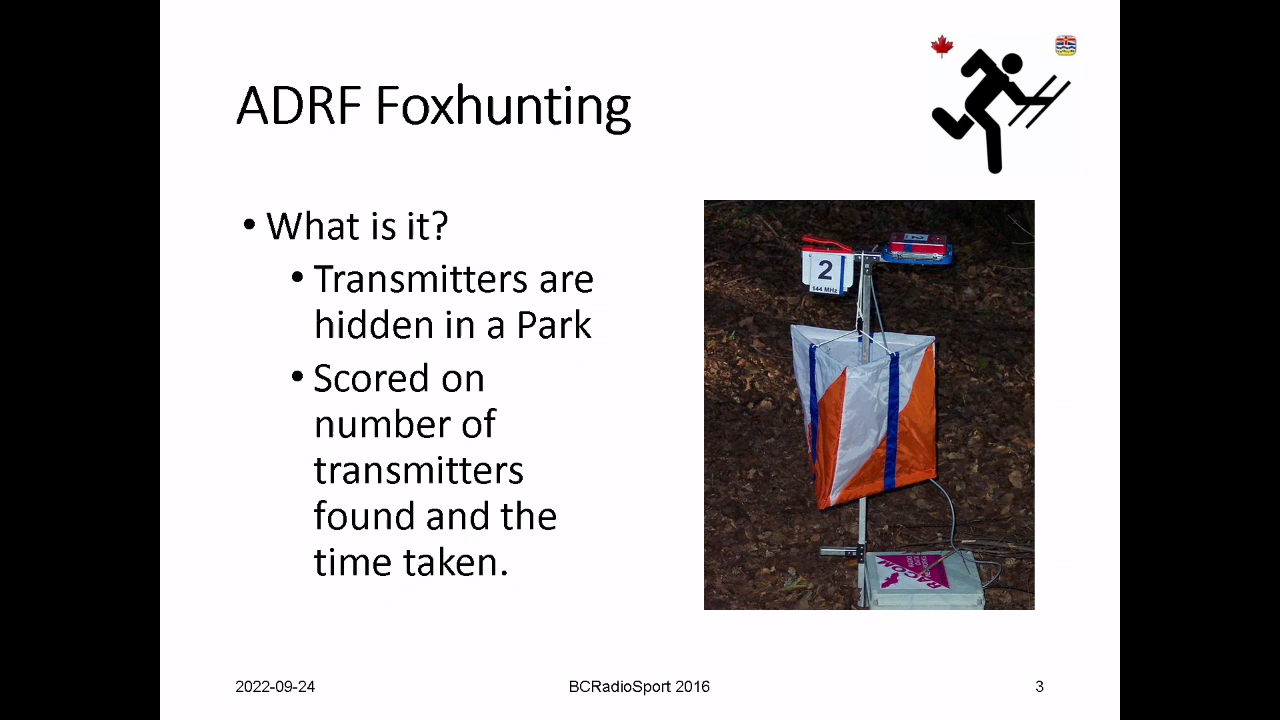 ADRF Foxhunting
• What is it?
• Transmitters are
hidden in a Park
• Scored on
number of
transmitters
found and the
time taken.
2
144 MHz
RACOM
2022-09-24
BCRadioSport 2016
3